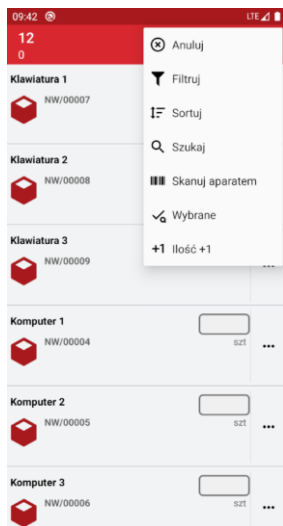 09:42
LTE
12
0
Anuluj
Filtruj
Sortuj
Szukaj
Skanuj aparatem
Wybrane
+1 Ilość +1
Klawiatura 1
NW/00007
Klawiatura 2
NW/00008
Klawiatura 3
NW/00009
...
Komputer 1
NW/00004
szt
...
Komputer 2
NW/00005
szt
...
Komputer 3
NW/00006
szt
...